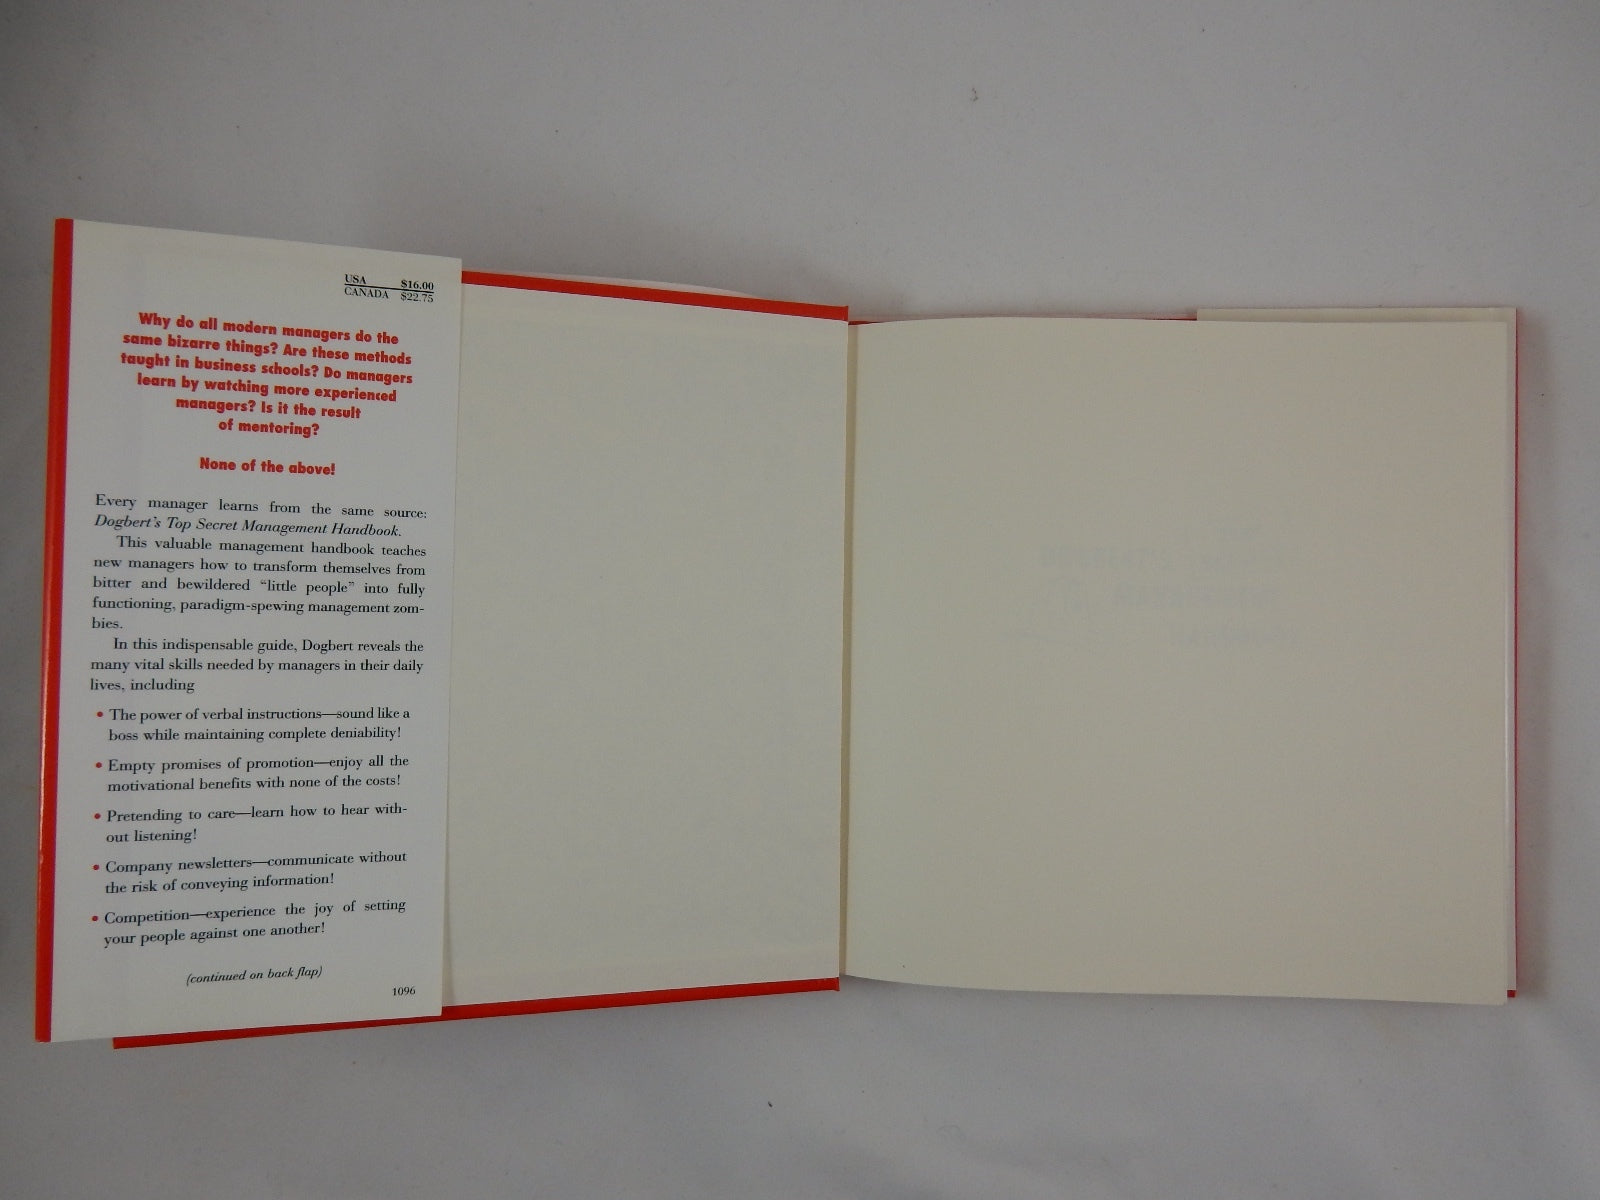 USA $16.00
CANADA $22.75
Why do all modern managers do the
same bizarre things? Are these methods
taught in business schools? Do managers
learn by watching more experienced
managers? Is it the result
of mentoring?
None of the above!
Every manager learns from the same source:
Dogbert's Top Secret Management Handbook.
This valuable management handbook teaches
new managers how to transform themselves from
bitter and bewildered “little people” into fully
functioning, paradigm-spewing management zom-
bies.
In this indispensable guide, Dogbert reveals the
many vital skills needed by managers in their daily
lives, including
• The power of verbal instructions—sound like a
boss while maintaining complete deniability!
• Empty promises of promotion—enjoy all the
motivational benefits with none of the costs!
• Pretending to care—learn how to hear with-
out listening!
• Company newsletters—communicate without
the risk of conveying information!
• Competition—experience the joy of setting
your people against one another!
(continued on back flap)
1096